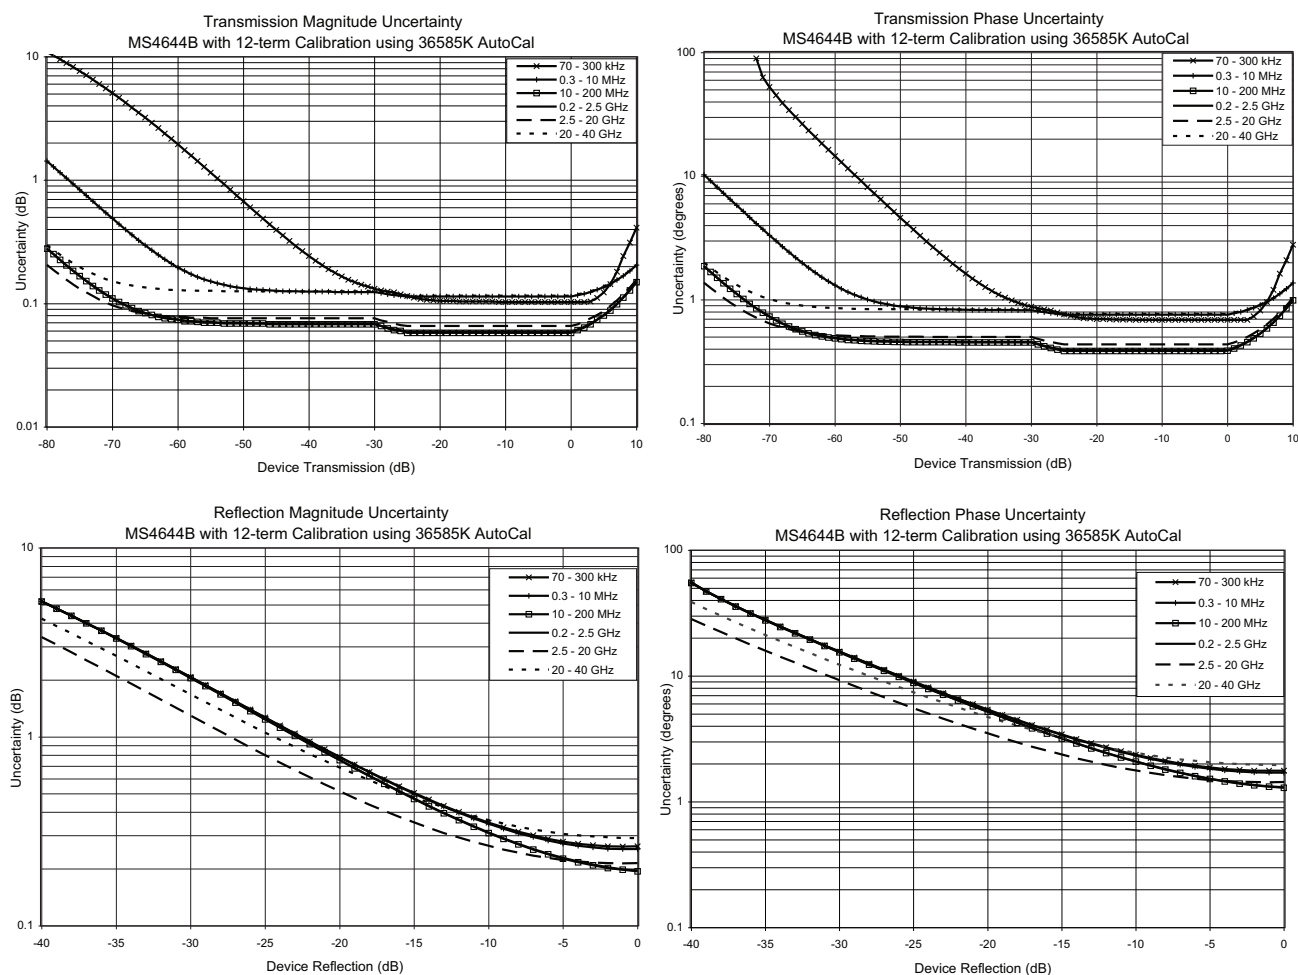 Transmission Magnitude Uncertainty
MS4644B with 12-term Calibration using 36585K AutoCal
10
1
0.1
0.01
Uncertainty (dB)
70 - 300 kHz
0.3 - 10 MHz
10 - 200 MHz
0.2 - 2.5 GHz
2.5 - 20 GHz
20 - 40 GHz
-80 -70 -60 -50 -40 -30 -20 -10 0 10
Device Transmission (dB)
Transmission Phase Uncertainty
MS4644B with 12-term Calibration using 36585K AutoCal
100
10
1
0.1
Uncertainty (degrees)
70 - 300 kHz
0.3 - 10 MHz
10 - 200 MHz
0.2 - 2.5 GHz
2.5 - 20 GHz
20 - 40 GHz
-80 -70 -60 -50 -40 -30 -20 -10 0 10
Device Transmission (dB)
Reflection Magnitude Uncertainty
MS4644B with 12-term Calibration using 36585K AutoCal
10
1
0.1
Uncertainty (dB)
70 - 300 kHz
0.3 - 10 MHz
10 - 200 MHz
0.2 - 2.5 GHz
2.5 - 20 GHz
20 - 40 GHz
-40 -35 -30 -25 -20 -15 -10 -5 0
Device Reflection (dB)
Reflection Phase Uncertainty
MS4644B with 12-term Calibration using 36585K AutoCal
100
10
1
0.1
Uncertainty (degrees)
70 - 300 kHz
0.3 - 10 MHz
10 - 200 MHz
0.2 - 2.5 GHz
2.5 - 20 GHz
20 - 40 GHz
-40 -35 -30 -25 -20 -15 -10 -5 0
Device Reflection (dB)